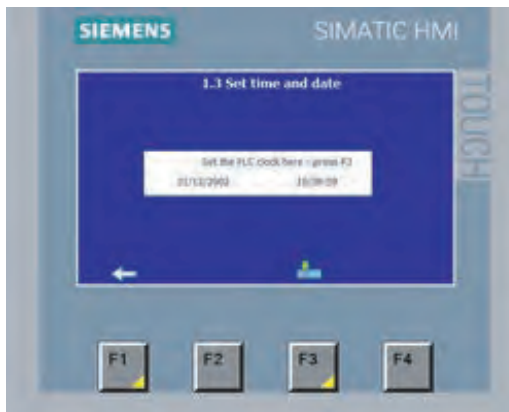 SIEMENS
SIMATIC HMI
TOUCH
1.3 Set time and date
Set the PLC clock here - press F3
F1
F2
F3
F4